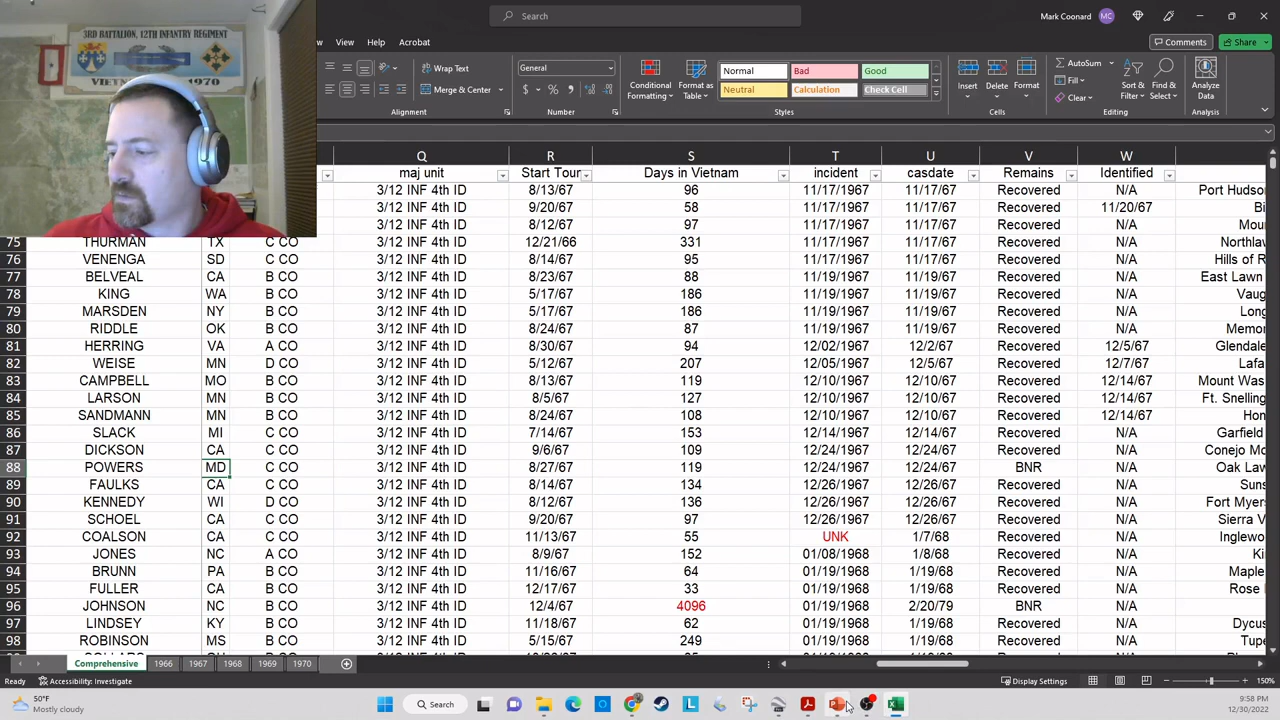 Search
Mark Coonard MC
3RD BATTALION, 12TH INFANTRY REGIMENT
1970
View Help Acrobat
Comments Share
Wrap Text
Merge & Center
General
$ %
Conditional Formatting
Format as Table
Normal Bad Good
Neutral Calculation Check Cell
Insert Delete Format
AutoSum
Fill
Clear
Sort & Filter
Find & Select
Analyze Data
Alignment Number Styles Cells Editing Analysis
Q R S T U V W
maj unit Start Tour Days in Vietnam incident casdate Remains Identified
3/12 INF 4th ID 8/13/67 96 11/17/1967 11/17/67 Recovered N/A Port Hudson
3/12 INF 4th ID 9/20/67 58 11/17/1967 11/17/67 Recovered 11/20/67 Bi
3/12 INF 4th ID 8/12/67 97 11/17/1967 11/17/67 Recovered N/A Moun
75 THURMAN TX C CO 3/12 INF 4th ID 12/21/66 331 11/17/1967 11/17/67 Recovered N/A Northlaw
76 VENENGA SD C CO 3/12 INF 4th ID 8/14/67 95 11/17/1967 11/17/67 Recovered N/A Hills of R
77 BELVEAL CA B CO 3/12 INF 4th ID 8/23/67 88 11/19/1967 11/19/67 Recovered N/A East Lawn
78 KING WA B CO 3/12 INF 4th ID 5/17/67 186 11/19/1967 11/19/67 Recovered N/A Vaug
79 MARSDEN NY B CO 3/12 INF 4th ID 5/17/67 186 11/19/1967 11/19/67 Recovered N/A Long
80 RIDDLE OK B CO 3/12 INF 4th ID 8/24/67 87 11/19/1967 11/19/67 Recovered N/A Memor
81 HERRING VA A CO 3/12 INF 4th ID 8/30/67 94 12/02/1967 12/2/67 Recovered 12/5/67 Glendale
82 WEISE MN D CO 3/12 INF 4th ID 5/12/67 207 12/05/1967 12/5/67 Recovered 12/7/67 Lafa
83 CAMPBELL MO B CO 3/12 INF 4th ID 8/13/67 119 12/10/1967 12/10/67 Recovered 12/14/67 Mount Was
84 LARSON MN B CO 3/12 INF 4th ID 8/5/67 127 12/10/1967 12/10/67 Recovered 12/14/67 Ft. Snelling
85 SANDMANN MN B CO 3/12 INF 4th ID 8/24/67 108 12/10/1967 12/10/67 Recovered 12/14/67 Hon
86 SLACK MI B CO 3/12 INF 4th ID 7/14/67 153 12/14/1967 12/14/67 Recovered N/A Garfield
87 DICKSON CA C CO 3/12 INF 4th ID 9/6/67 109 12/24/1967 12/24/67 Recovered N/A Conejo Mo
88 POWERS MD C CO 3/12 INF 4th ID 8/27/67 119 12/24/1967 12/24/67 BNR N/A Oak Law
89 FAULKS CA C CO 3/12 INF 4th ID 8/14/67 134 12/26/1967 12/26/67 Recovered N/A Suns
90 KENNEDY WI D CO 3/12 INF 4th ID 8/12/67 136 12/26/1967 12/26/67 Recovered N/A Fort Myer
91 SCHOEL CA C CO 3/12 INF 4th ID 9/20/67 97 12/26/1967 12/26/67 Recovered N/A Sierra V
92 COALSON CA C CO 3/12 INF 4th ID 11/13/67 55 UNK 1/7/68 Recovered N/A Inglewoo
93 JONES NC A CO 3/12 INF 4th ID 8/9/67 152 01/08/1968 1/8/68 Recovered N/A Ki
94 BRUNN PA B CO 3/12 INF 4th ID 11/16/67 64 01/19/1968 1/19/68 Recovered N/A Maple
95 FULLER CA B CO 3/12 INF 4th ID 12/17/67 33 01/19/1968 1/19/68 Recovered N/A Rose
96 JOHNSON NC B CO 3/12 INF 4th ID 12/4/67 4096 01/19/1968 2/20/79 BNR N/A
97 LINDSEY KY B CO 3/12 INF 4th ID 11/18/67 62 01/19/1968 1/19/68 Recovered N/A Dycus
98 ROBINSON MS B CO 3/12 INF 4th ID 5/15/67 249 01/19/1968 1/19/68 Recovered N/A Tupe
Comprehensive 1966 1967 1968 1969 1970
Ready Accessibility: Investigate Display Settings 150%
50°F
Mostly cloudy
Search
9:58 PM
12/30/2022